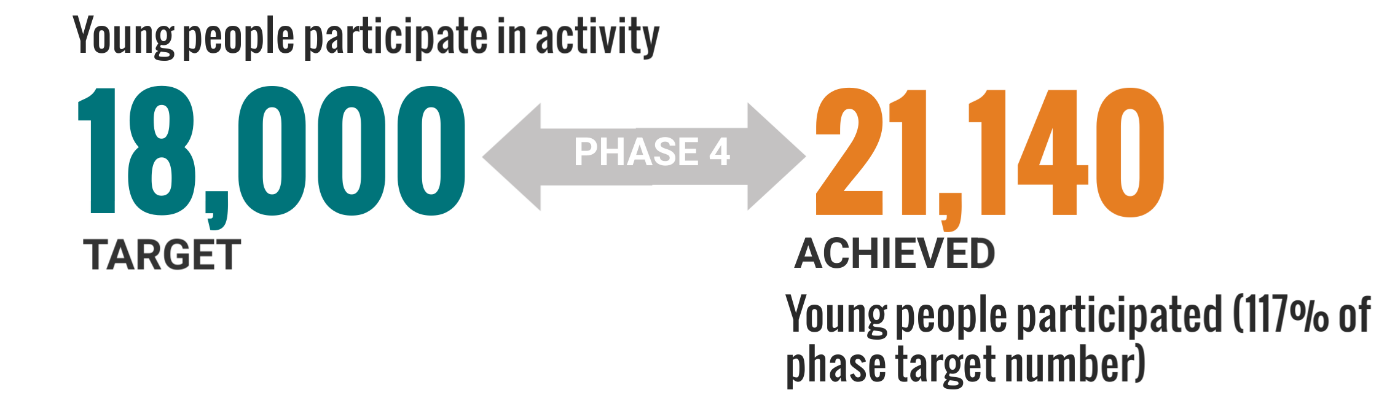 Young people participate in activity
18,000
PHASE 4
21,140
TARGET
ACHIEVED
Young people participated (117% of
phase target number)